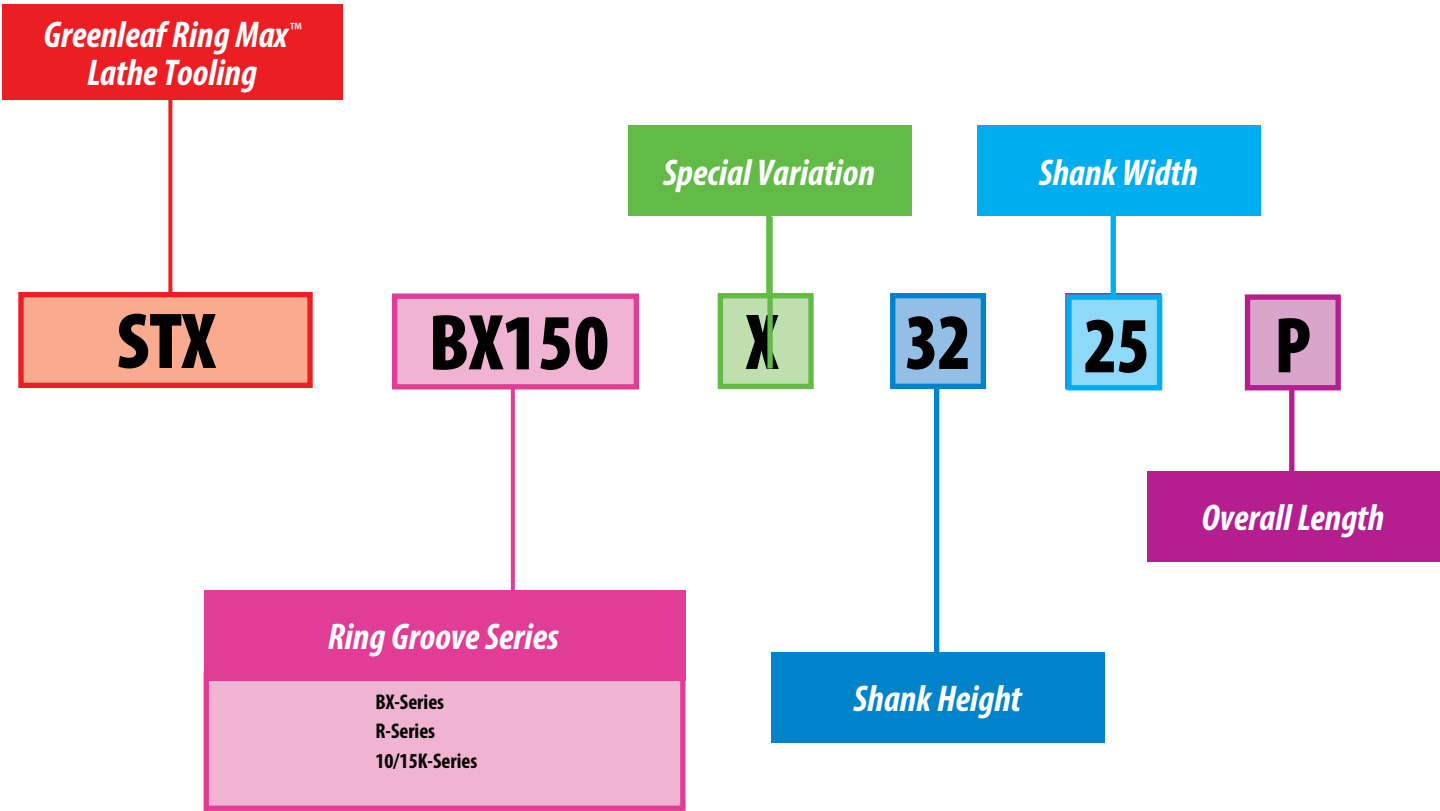 Greenleaf Ring Max™
Lathe Tooling
Special Variation
Shank Width
STX
BX150
X
32
25
P
Overall Length
Ring Groove Series
BX-Series
R-Series
10/15K-Series
Shank Height